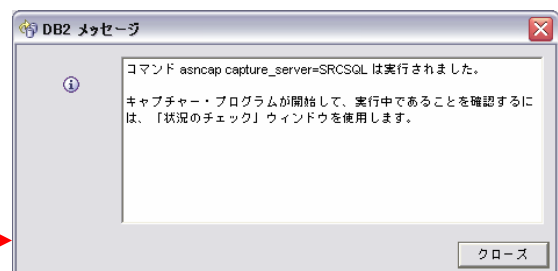 DB2 メッセージ
コマンド asncap capture_server=SRCSQL は実行されました。
キャプチャー・プログラムが開始して、実行中であることを確認するに
は、「状況のチェック」ウィンドウを使用します。
クローズ